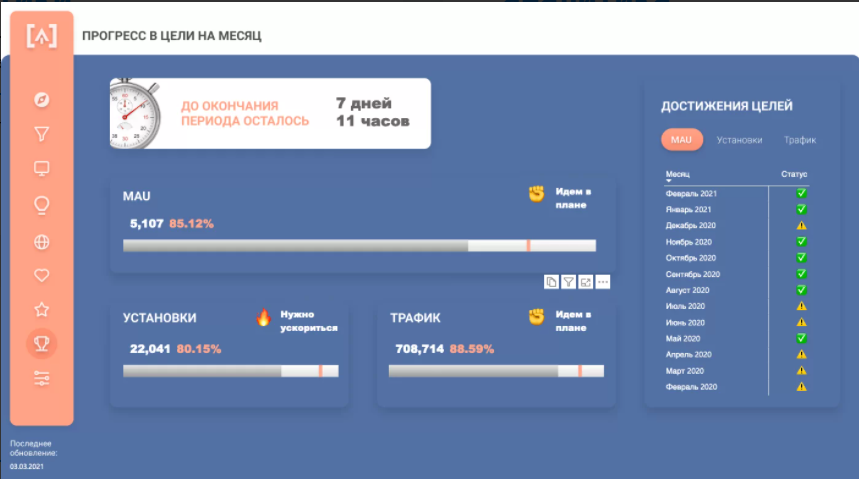 ПРОГРЕСС В ЦЕЛИ НА МЕСЯЦ
ДО ОКОНЧАНИЯ
ПЕРИОДА ОСТАЛОСЬ
7 дней
11 часов
MAU
Идем в
плане
5,107 85.12%
УСТАНОВКИ
Нужно
ускориться
22,041 80.15%
ТРАФИК
Идем в
плане
708,714 88.59%
ДОСТИЖЕНИЯ ЦЕЛЕЙ
MAU Установки Трафик
Месяц Статус
Февраль 2021
Январь 2021
Декабрь 2020
Ноябрь 2020
Октябрь 2020
Сентябрь 2020
Август 2020
Июль 2020
Июнь 2020
Май 2020
Апрель 2020
Март 2020
Февраль 2020
Последнее
обновление:
03.03.2021